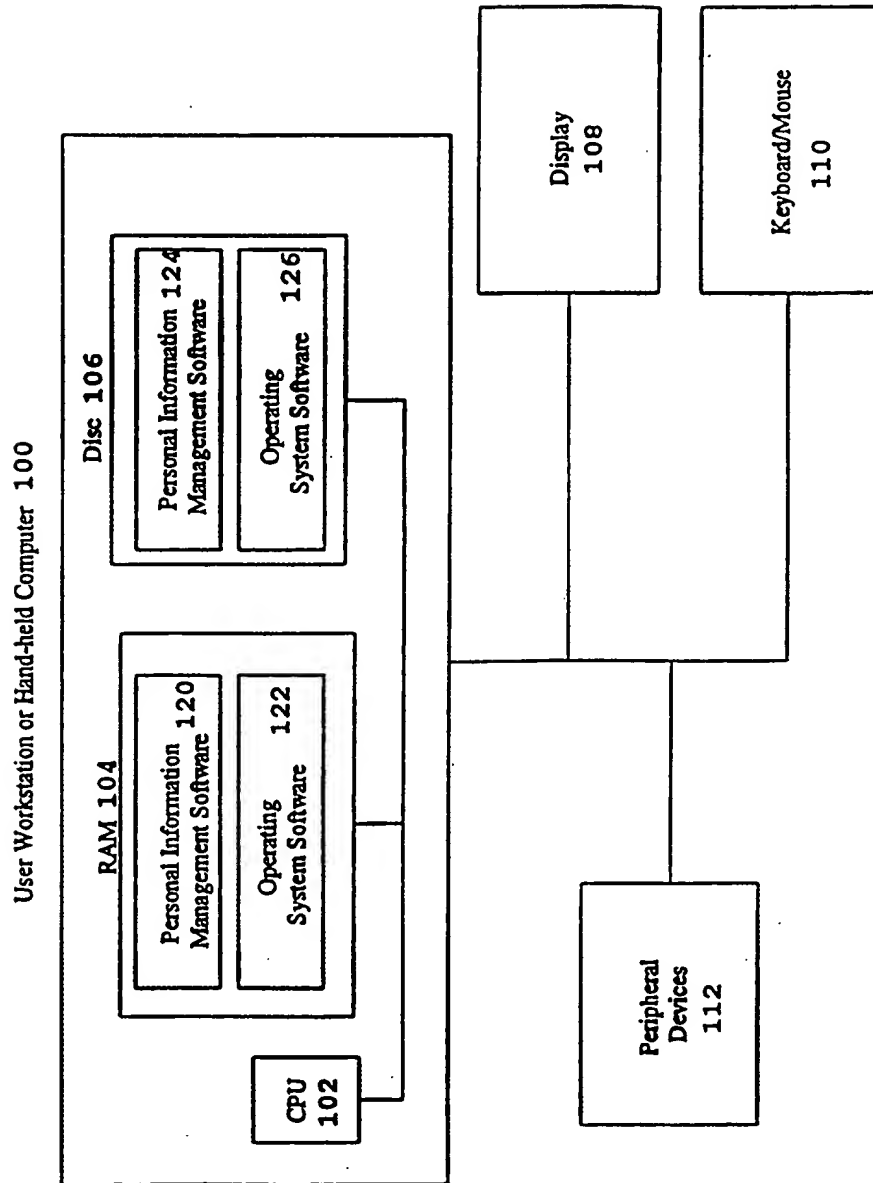 User Workstation or Hand-held Computer 100
CPU
102
RAM 104
Personal Information
Management Software
120
Operating
System Software
122
Disc 106
Personal Information
Management Software
124
Operating
System Software
126
Peripheral
Devices
112
Display
108
Keyboard/Mouse
110